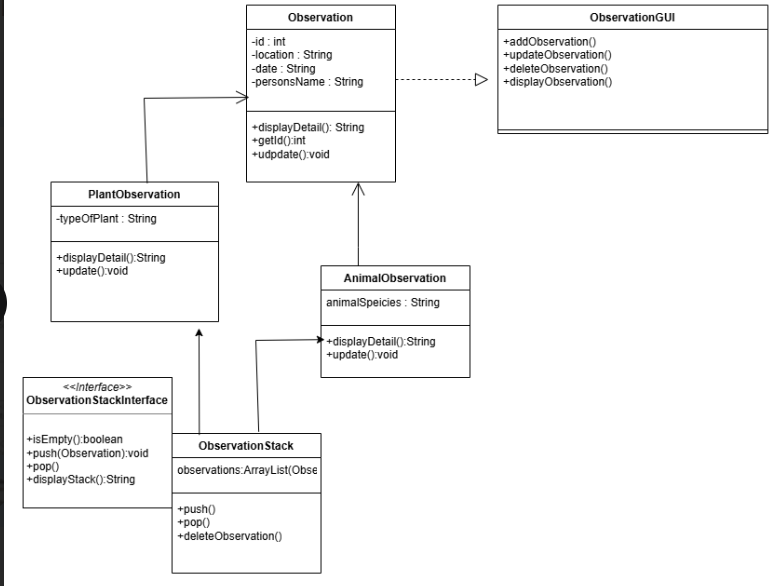 Observation
-id : int
-location : String
-date : String
-personsName : String
+displayDetail(): String
+getId():int
+udpdate():void
ObservationGUI
+addObservation()
+updateObservation()
+deleteObservation()
+displayObservation()
PlantObservation
-typeOfPlant : String
+displayDetail():String
+update():void
AnimalObservation
animalSpeicies : String
+displayDetail():String
+update():void
<<Interface>>
ObservationStackInterface
+isEmpty():boolean
+push(Observation):void
+pop()
+displayStack():String
ObservationStack
observations:ArrayList(Obse
+push()
+pop()
+deleteObservation()